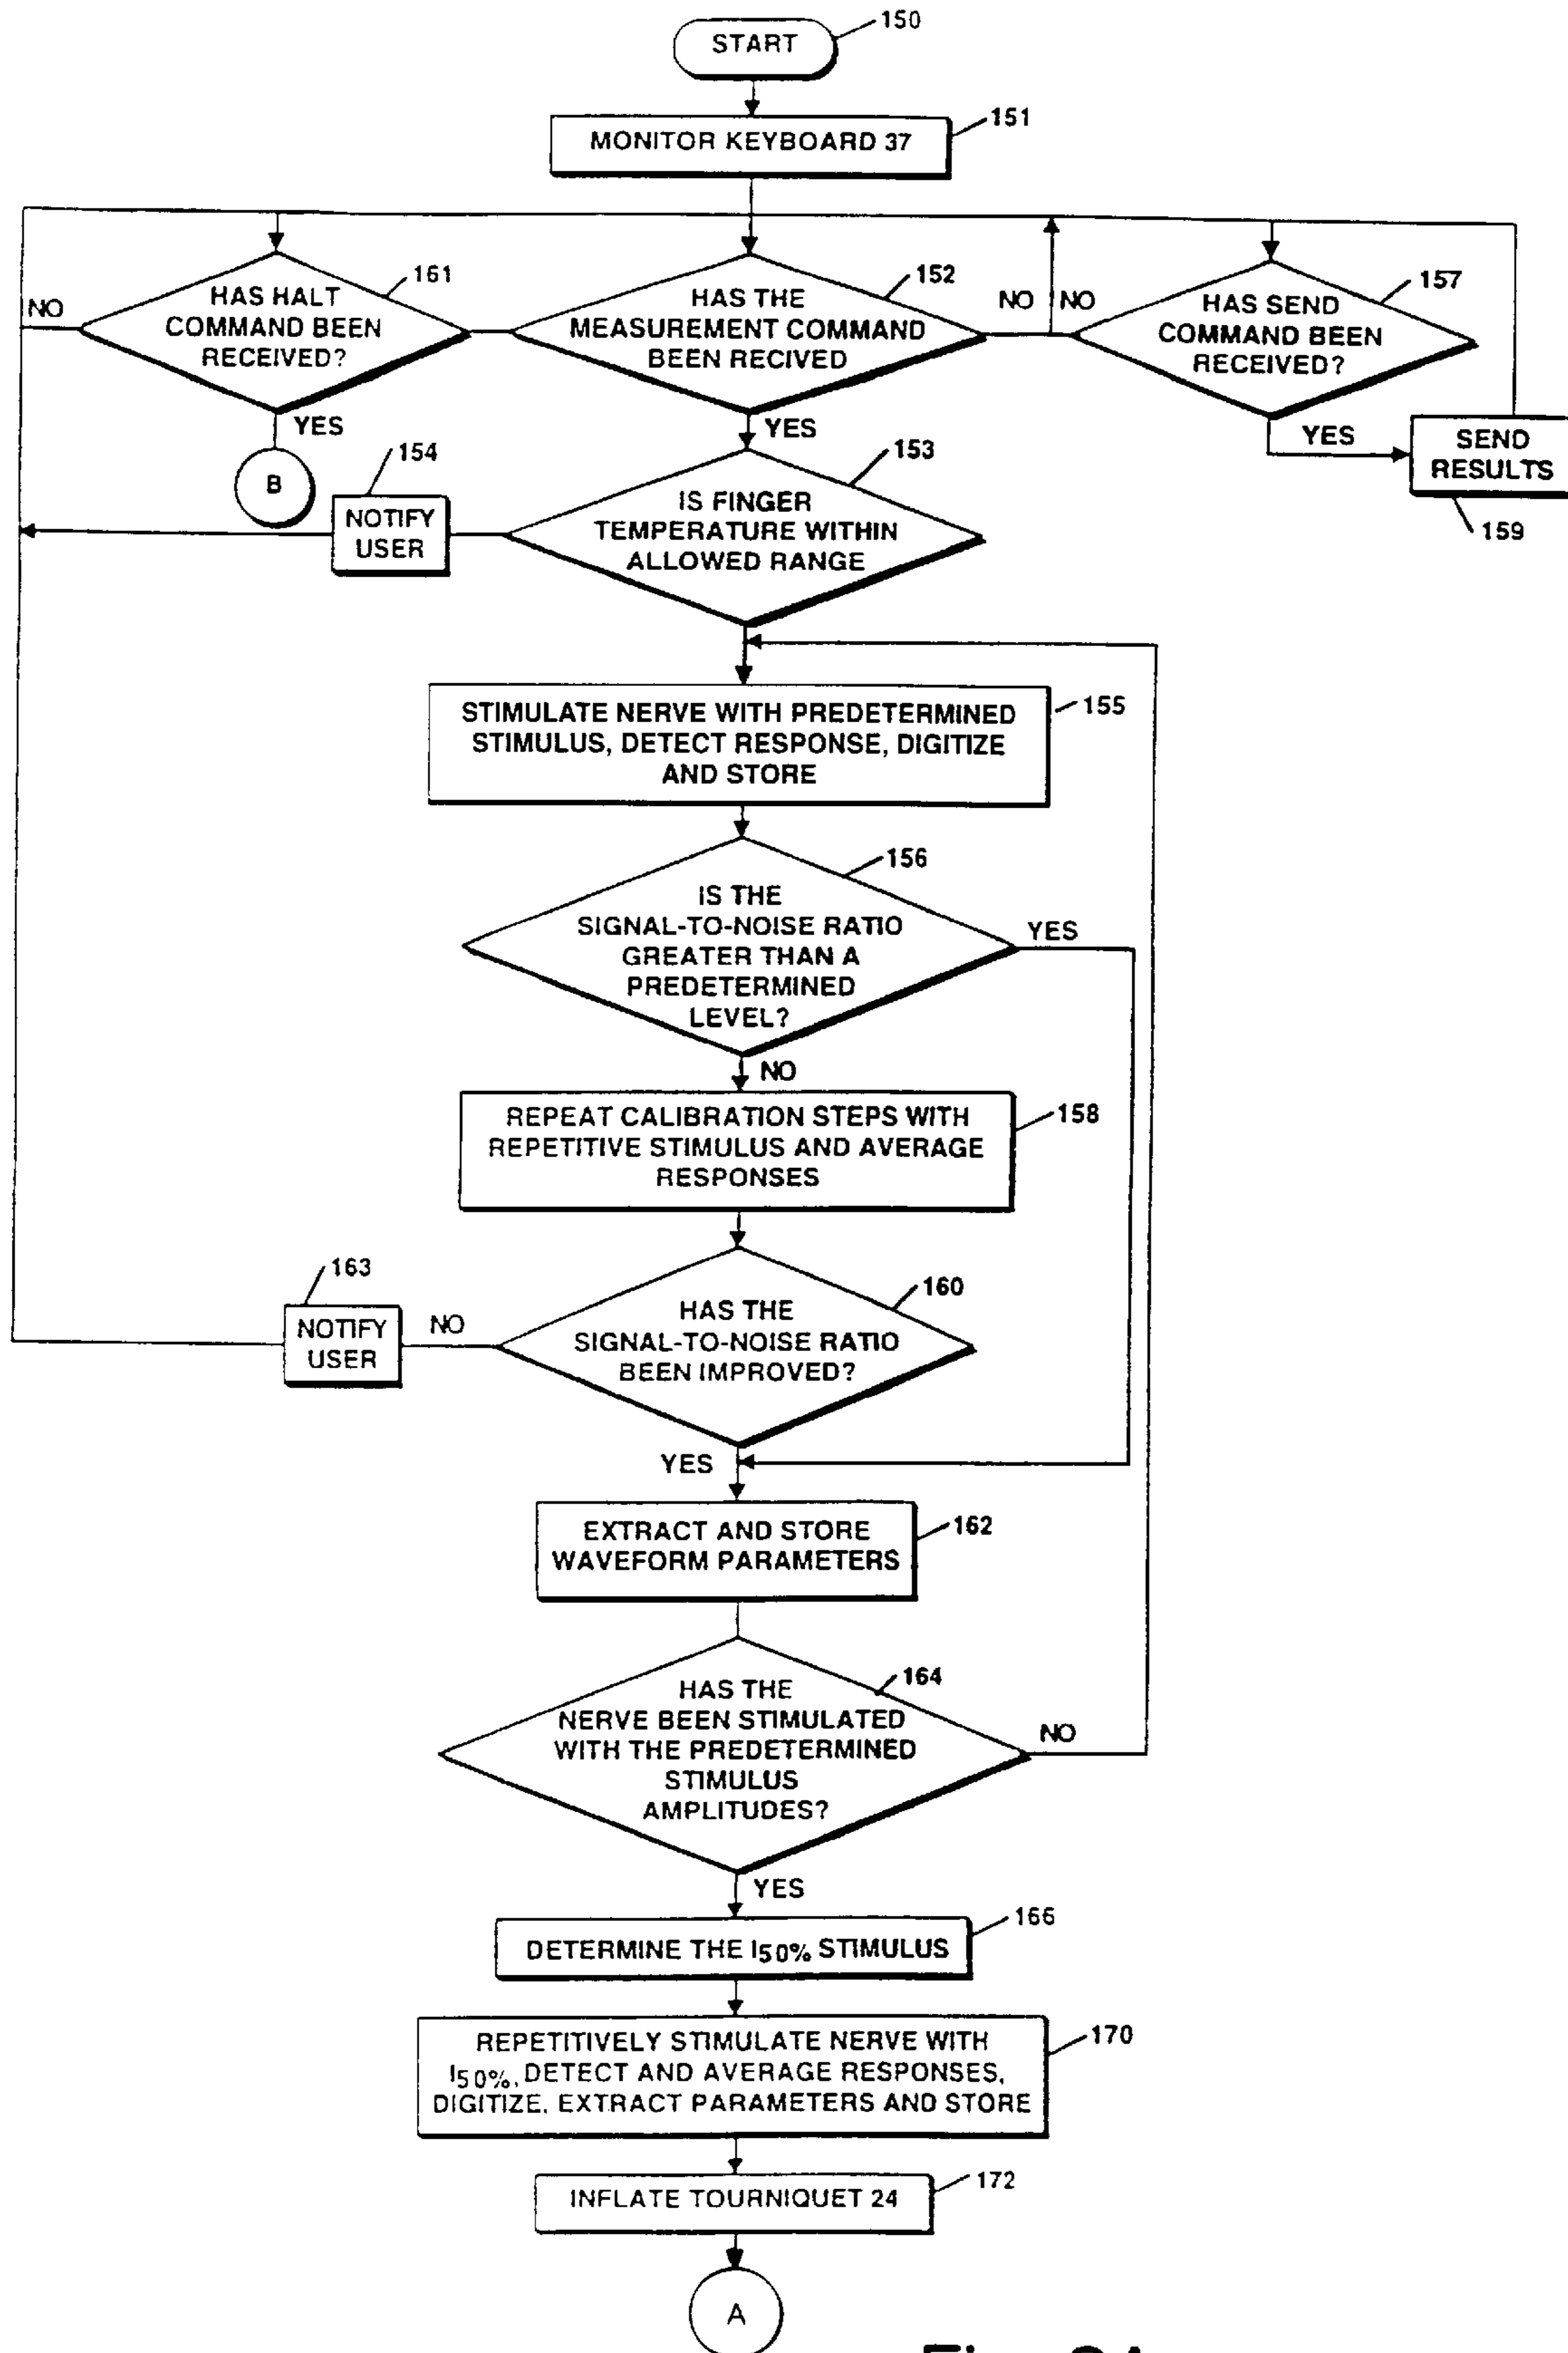 START
150
MONITOR KEYBOARD 37
151
HAS HALT
COMMAND BEEN
RECEIVED?
161
NO
YES
B
HAS THE
MEASUREMENT COMMAND
BEEN RECIVED
152
NO
NO
YES
HAS SEND
COMMAND BEEN
RECEIVED?
157
YES
SEND
RESULTS
159
154
NOTIFY
USER
IS FINGER
TEMPERATURE WITHIN
ALLOWED RANGE
153
STIMULATE NERVE WITH PREDETERMINED
STIMULUS, DETECT RESPONSE, DIGITIZE
AND STORE
155
IS THE
SIGNAL-TO-NOISE RATIO
GREATER THAN A
PREDETERMINED
LEVEL?
156
YES
NO
REPEAT CALIBRATION STEPS WITH
REPETITIVE STIMULUS AND AVERAGE
RESPONSES
158
163
NOTIFY
USER
NO
HAS THE
SIGNAL-TO-NOISE RATIO
BEEN IMPROVED?
160
YES
EXTRACT AND STORE
WAVEFORM PARAMETERS
162
HAS THE
NERVE BEEN STIMULATED
WITH THE PREDETERMINED
STIMULUS
AMPLITUDES?
164
NO
YES
DETERMINE THE I50% STIMULUS
166
REPETITIVELY STIMULATE NERVE WITH
I50%, DETECT AND AVERAGE RESPONSES,
DIGITIZE, EXTRACT PARAMETERS AND STORE
170
INFLATE TOURNIQUET 24
172
A